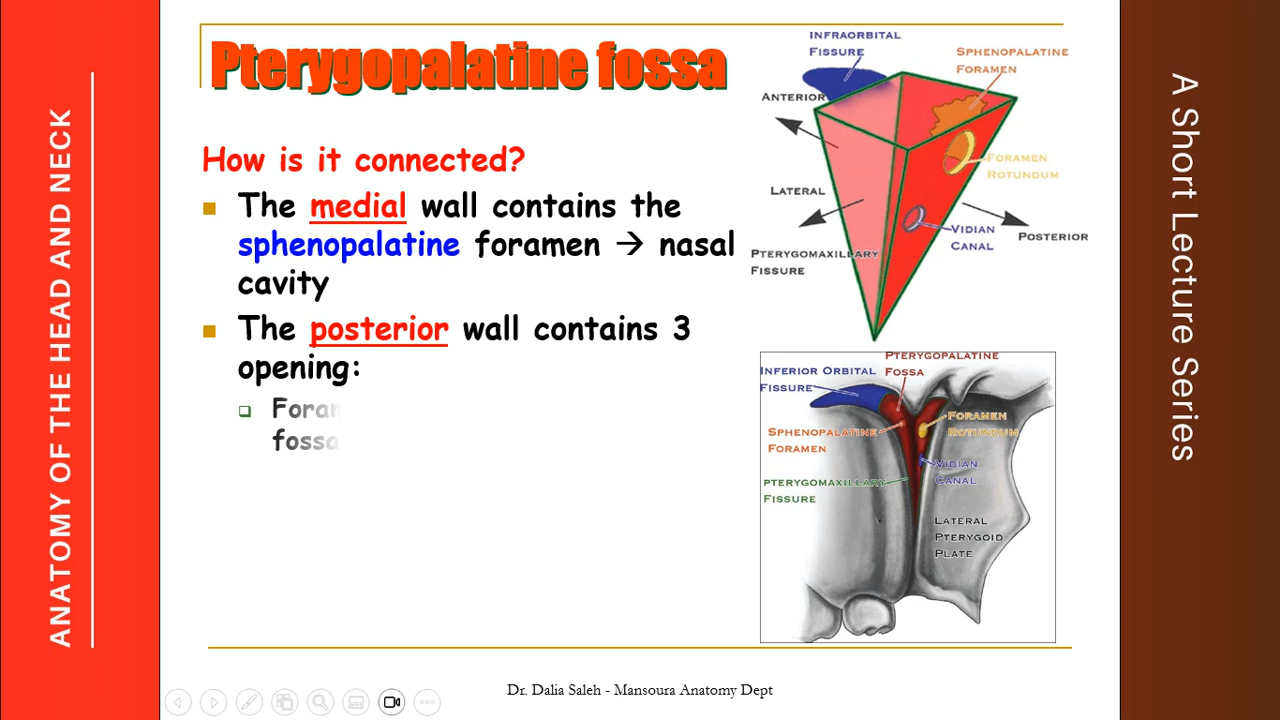 ANATOMY OF THE HEAD AND NECK
Pterygopalatine fossa
How is it connected?
The medial wall contains the
sphenopalatine foramen → nasal
cavity
The posterior wall contains 3
opening:
fossa
INFRAORBITAL
FISSURE
SPHENOPALATINE
FORAMEN
ANTERIOR
FORAMEN
ROTUNDUM
LATERAL
VIDIAN
CANAL
POSTERIOR
PTERYGOMAXILLARY
FISSURE
PTERYGOPALATINE
FOSSA
INFERIOR ORBITAL
FISSURE
FORAMEN
ROTUNDUM
SPHENOPALATINE
FORAMEN
VIDIAN
CANAL
PTERYGOMAXILLARY
FISSURE
LATERAL
PTERYGOID
PLATE
Dr. Dalia Saleh - Mansoura Anatomy Dept
A Short Lecture Series